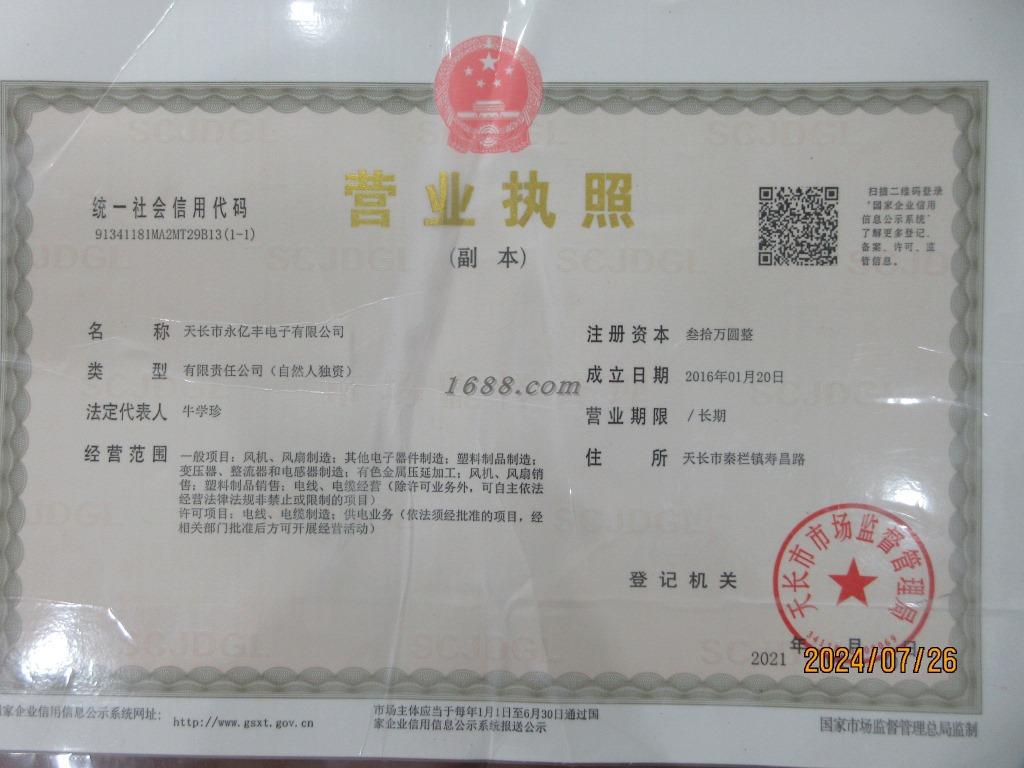 营业执照
(副 本)
统一社会信用代码
91341181MA2MT29B13(1-1)
扫描二维码登录
“国家企业信用
信息公示系统”
了解更多登记、
备案、许可、监
管信息。
名 称 天长市永亿丰电子有限公司
类 型 有限责任公司（自然人独资）
法定代表人 牛学珍
经营范围 一般项目：风机、风扇制造；其他电子器件制造；塑料制品制造；
变压器、整流器和电感器制造；有色金属压延加工；风机、风扇销
售；塑料制品销售；电线、电缆经营（除许可业务外，可自主依法
经营法律法规非禁止或限制的项目）
许可项目：电线、电缆制造；供电业务（依法须经批准的项目，经
相关部门批准后方可开展经营活动）
注册资本 叁拾万圆整
成立日期 2016年01月20日
营业期限 /长期
住 所 天长市秦栏镇寿昌路
1688.com
登记机关
天长市市场监督管理局
2021 年 月 日
2024/07/26
家企业信用信息公示系统网址： http://www.gsxt.gov.cn
市场主体应当于每年1月1日至6月30日通过国
家企业信用信息公示系统报送公示
国家市场监督管理总局监制
SCJDGL